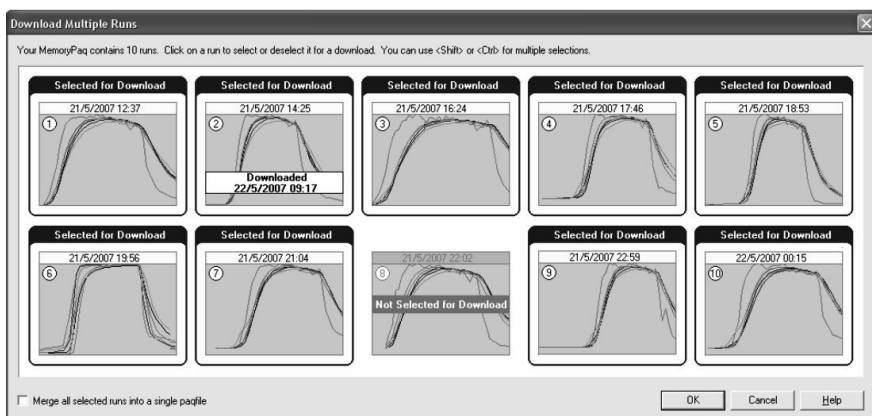 Download Multiple Runs
Your MemoryPaq contains 10 runs. Click on a run to select or deselect it for a download. You can use <Shift> or <Ctrl> for multiple selections.
Selected for Download
21/5/2007 12:37
1
Selected for Download
21/5/2007 14:25
2
Downloaded
22/5/2007 09:17
Selected for Download
21/5/2007 16:24
3
Selected for Download
21/5/2007 17:46
4
Selected for Download
21/5/2007 18:53
5
Selected for Download
21/5/2007 19:56
6
Selected for Download
21/5/2007 21:04
7
21/5/2007 22:02
8
Not Selected for Download
Selected for Download
21/5/2007 22:59
9
Selected for Download
22/5/2007 00:15
10
Merge all selected runs into a single paqfile
OK
Cancel
Help